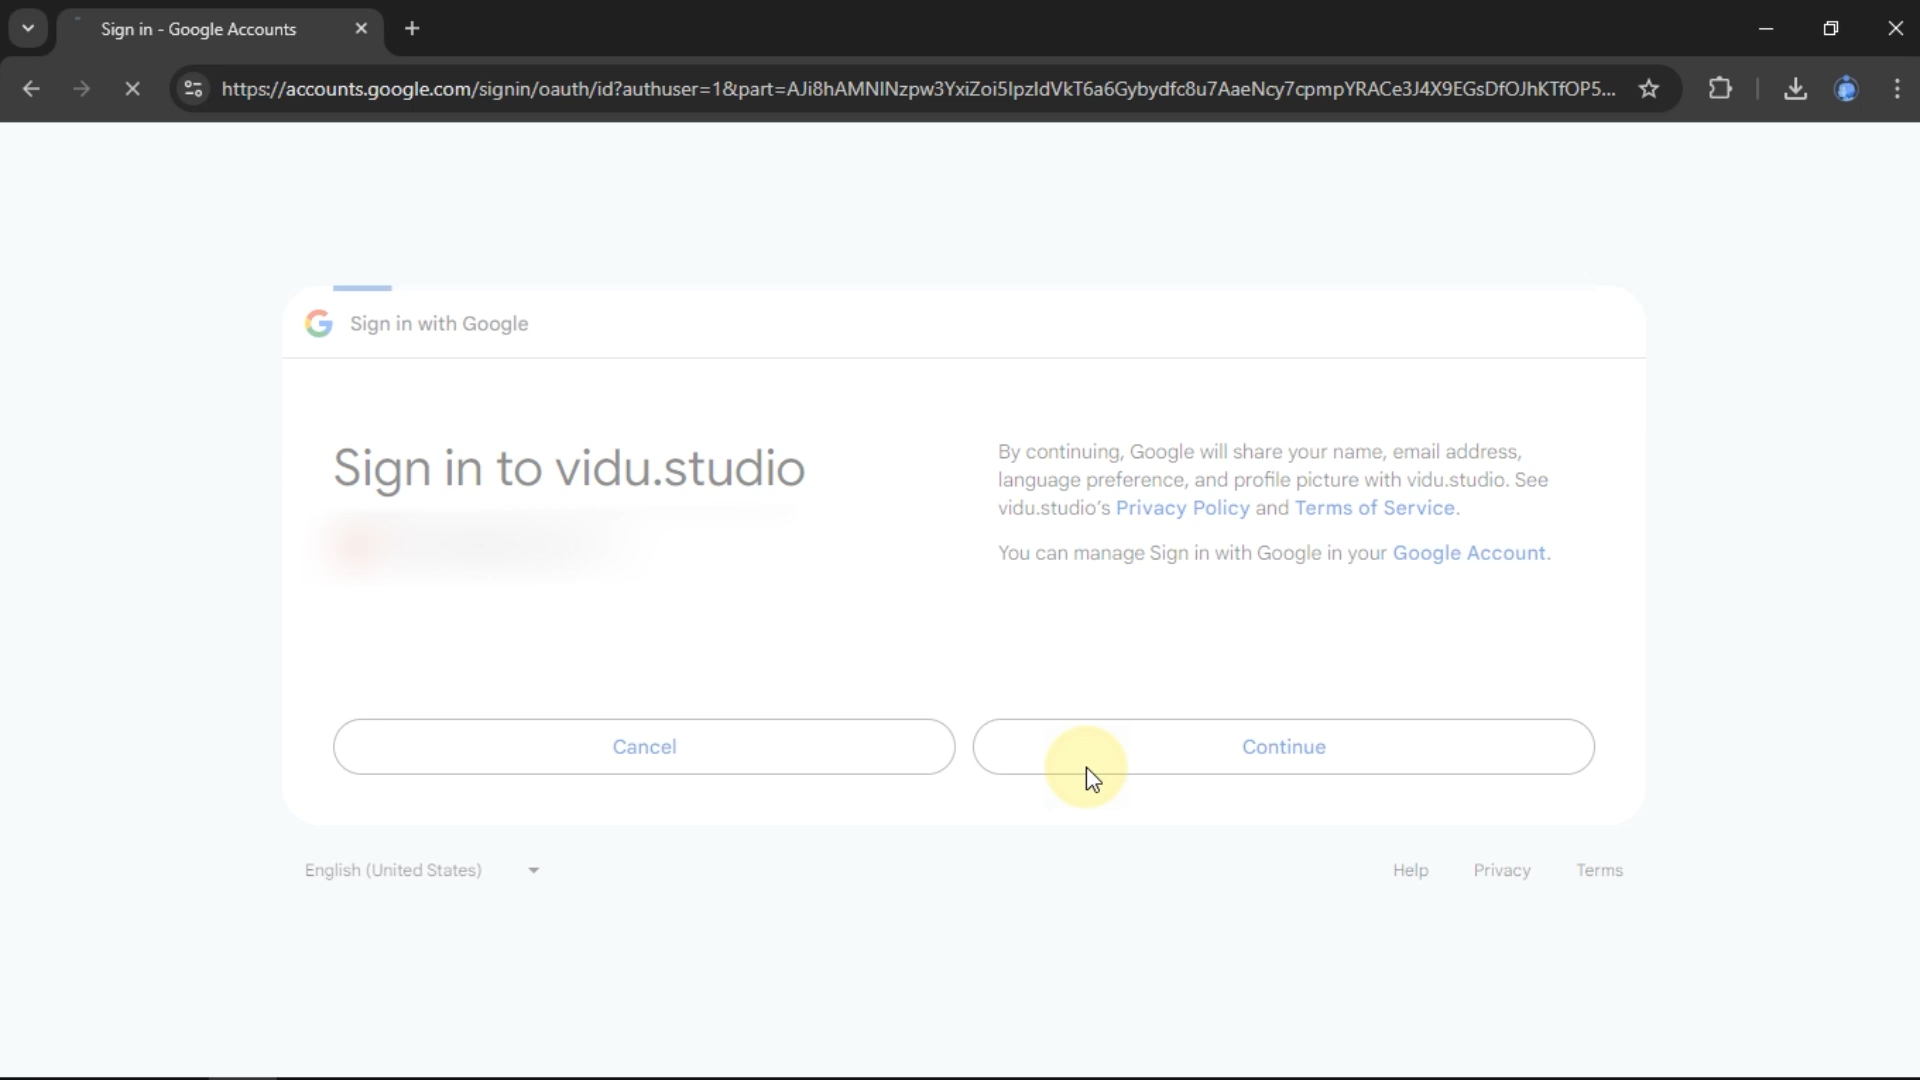 Sign in - Google Accounts
https://accounts.google.com/signin/oauth/id?authuser=1&part=AJi8hAMNINzpw3YxiZoi5IpzIdVkT6a6Gybydfc8u7AaeNcy7cpmpYRACe3J4X9EGsDfOJhKTfOP5...
Sign in with Google
Sign in to vidu.studio
By continuing, Google will share your name, email address,
language preference, and profile picture with vidu.studio. See
vidu.studio's Privacy Policy and Terms of Service.
You can manage Sign in with Google in your Google Account.
Cancel
Continue
English (United States)
Help
Privacy
Terms